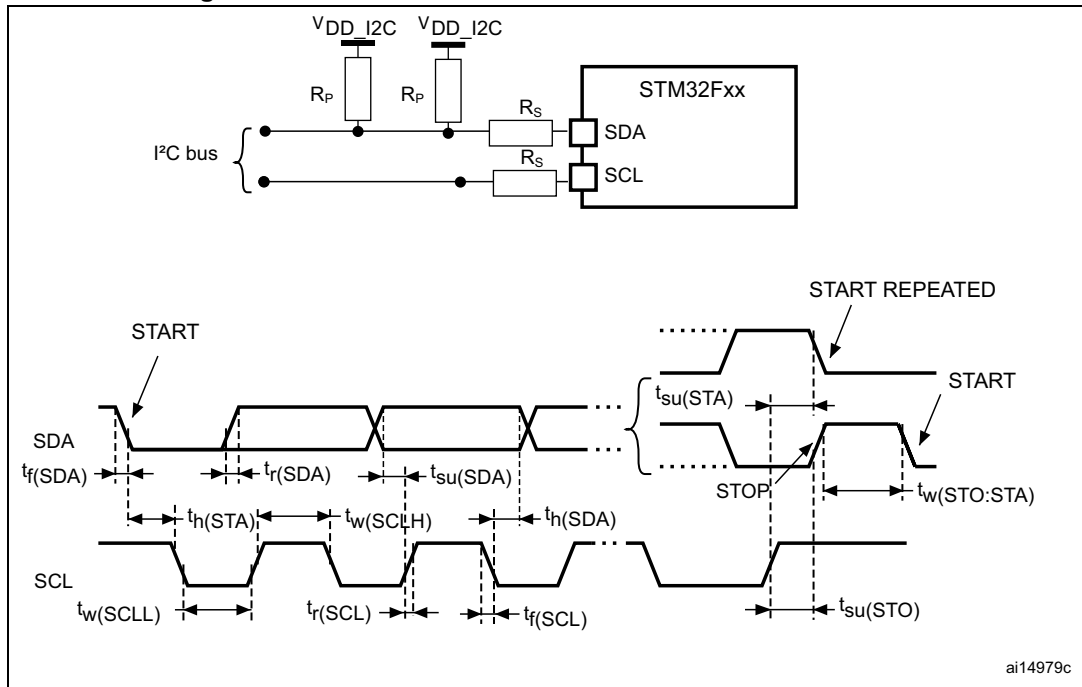 VDD_I2C VDD_I2C
STM32Fxx
RP RP
RS
SDA
I²C bus
RS
SCL
START REPEATED
START
START
tsu(STA)
SDA
tf(SDA) tr(SDA) tsu(SDA)
STOP
tw(STO:STA)
th(STA) tw(SCLH) th(SDA)
SCL
tw(SCLL) tr(SCL) tf(SCL) tsu(STO)
ai14979c